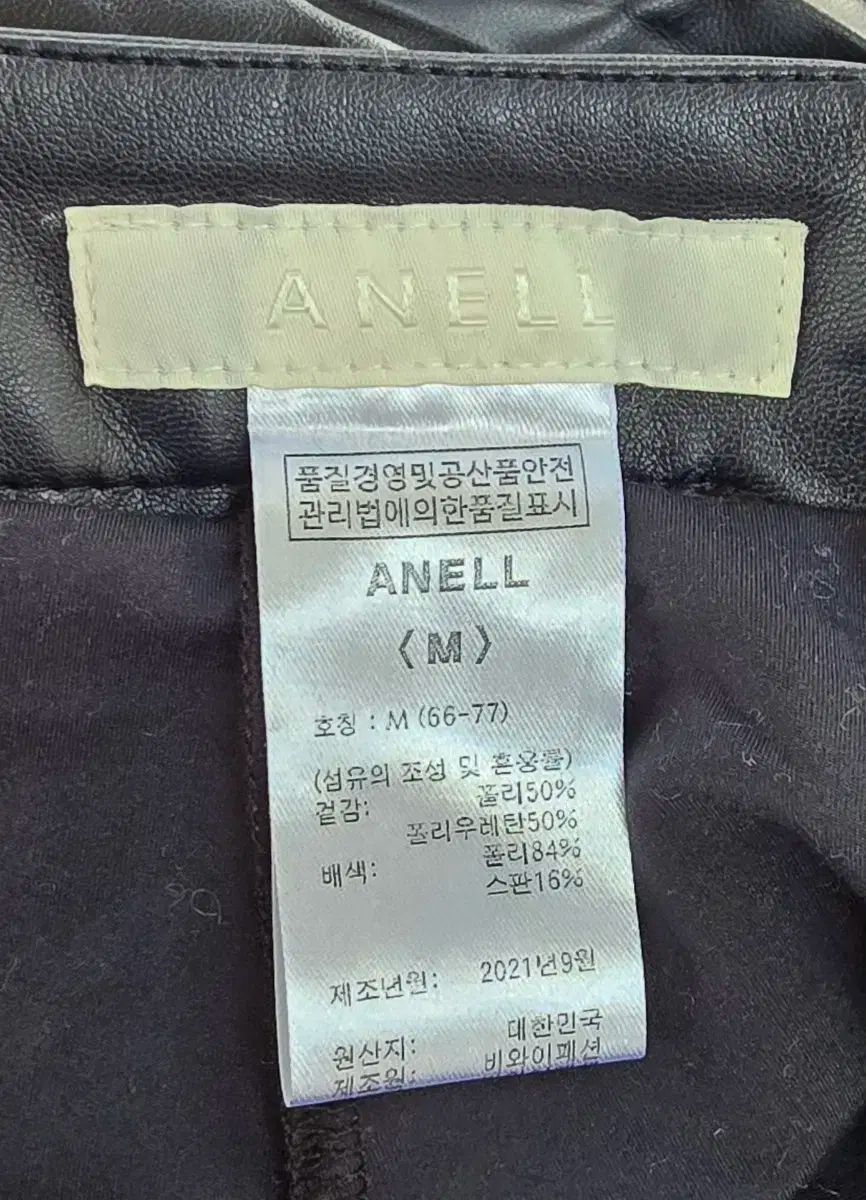 ANELL
품질경영및공산품안전
관리법에의한품질표시
ANELL
〈M〉
호칭 : M (66-77)
(섬유의 조성 및 혼용률)
겉감: 폴리50%
폴리우레탄50%
배색: 폴리84%
스판16%
제조년월: 2021년9월
원산지: 대한민국
제조원: 비와이패션